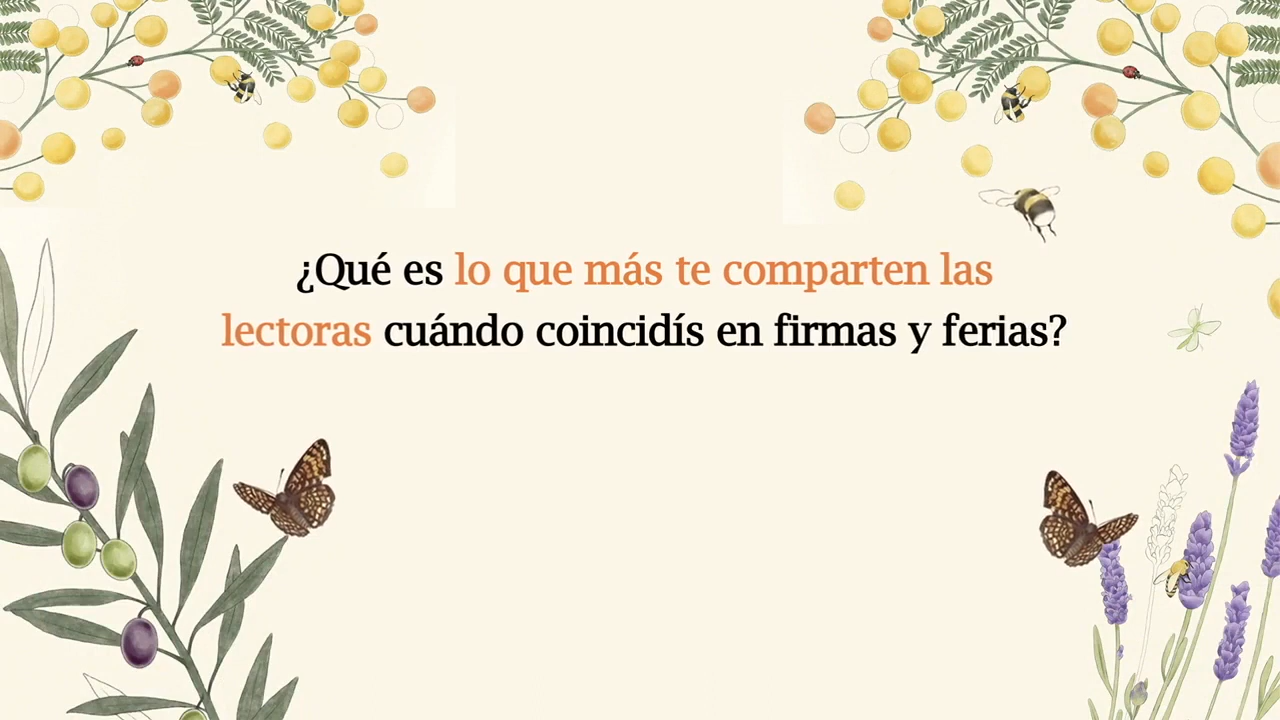 ¿Qué es lo que más te comparten las
lectoras cuándo coincidís en firmas y ferias?